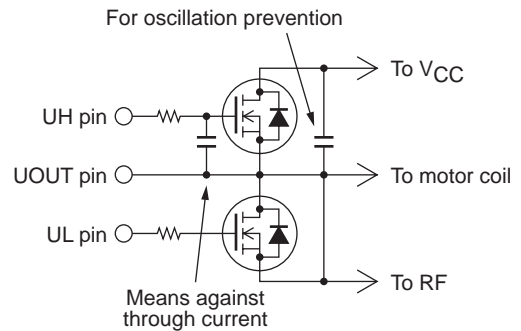 For oscillation prevention
To VCC
UH pin
UOUT pin
To motor coil
UL pin
To RF
Means against
through current